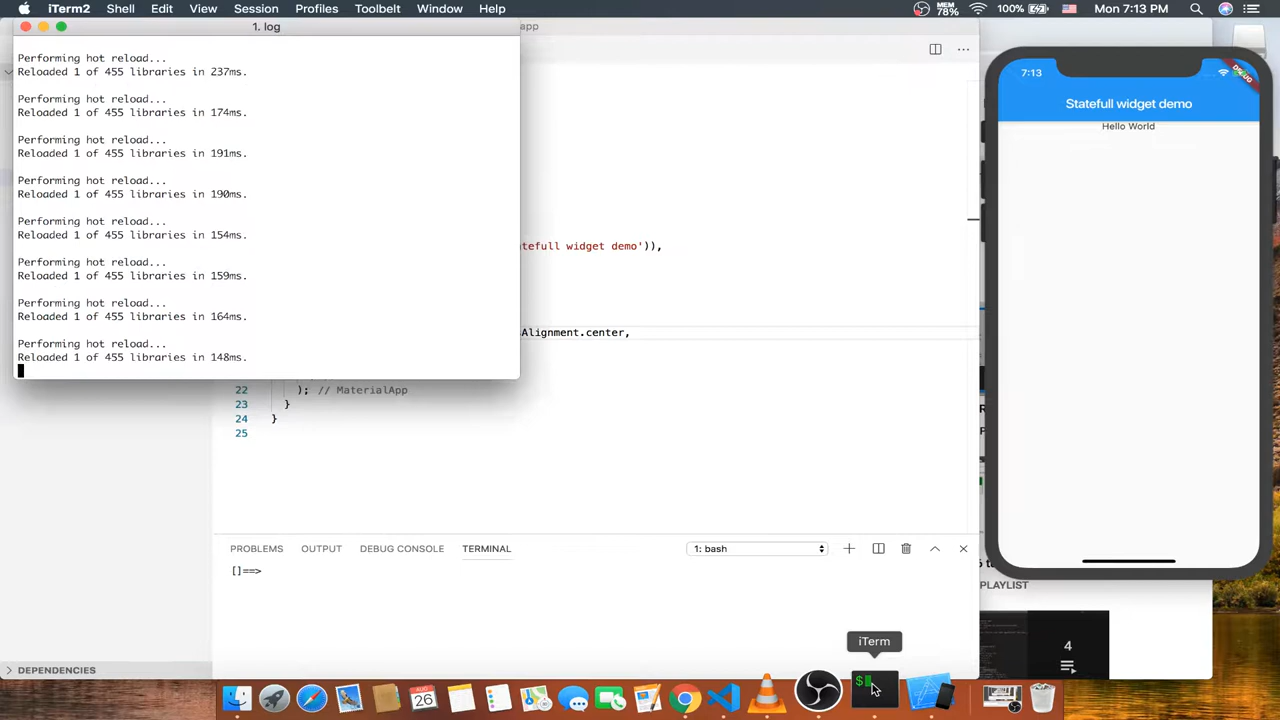 iTerm2 Shell Edit View Session Profiles Toolbelt Window Help
MEM 78% 100% Mon 7:13 PM
1. log
app
Performing hot reload...
Reloaded 1 of 455 libraries in 237ms.
Performing hot reload...
Reloaded 1 of 455 libraries in 174ms.
Performing hot reload...
Reloaded 1 of 455 libraries in 191ms.
Performing hot reload...
Reloaded 1 of 455 libraries in 190ms.
Performing hot reload...
Reloaded 1 of 455 libraries in 154ms.
Performing hot reload...
Reloaded 1 of 455 libraries in 159ms.
Performing hot reload...
Reloaded 1 of 455 libraries in 164ms.
Performing hot reload...
Reloaded 1 of 455 libraries in 148ms.
tefull widget demo')),
Alignment.center,
22 ); // MaterialApp
23 }
24 }
25
PROBLEMS OUTPUT DEBUG CONSOLE TERMINAL 1: bash
[]==>
DEPENDENCIES
7:13
DEBUG
Statefull widget demo
Hello World
PLAYLIST
4
iTerm
$
AUG
26